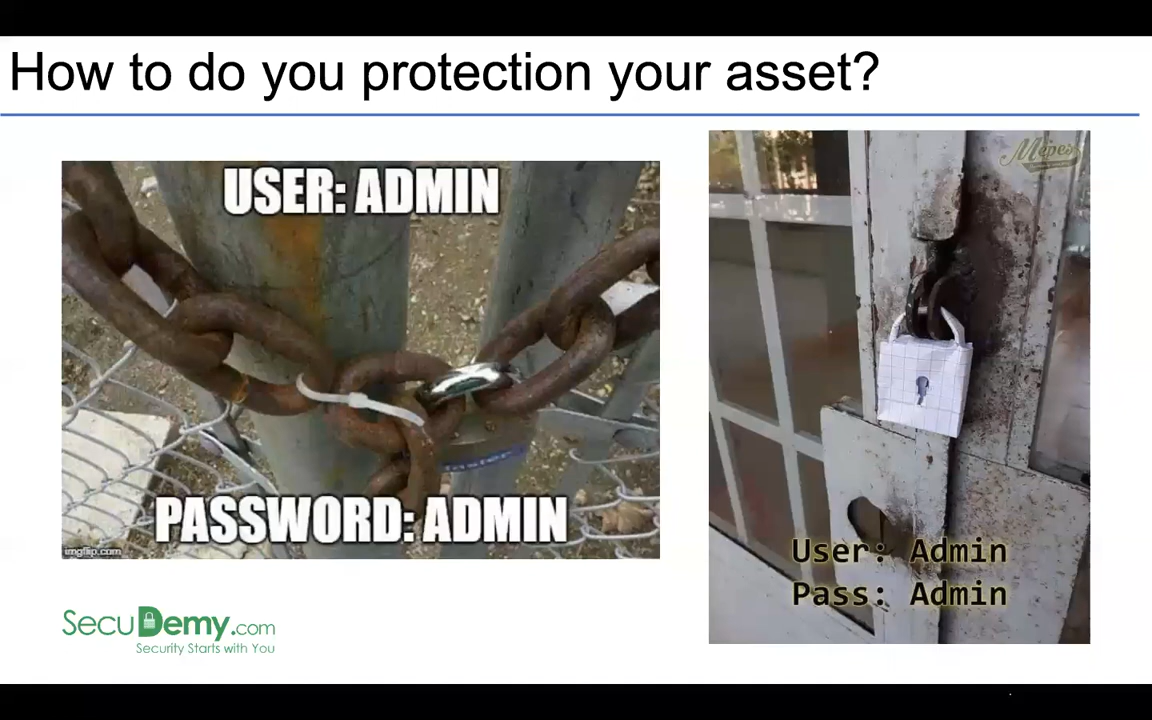 How to do you protection your asset?
USER: ADMIN
PASSWORD: ADMIN
imgflip.com
Memes
User: Admin
Pass: Admin
SecuDemy.com
Security Starts with You